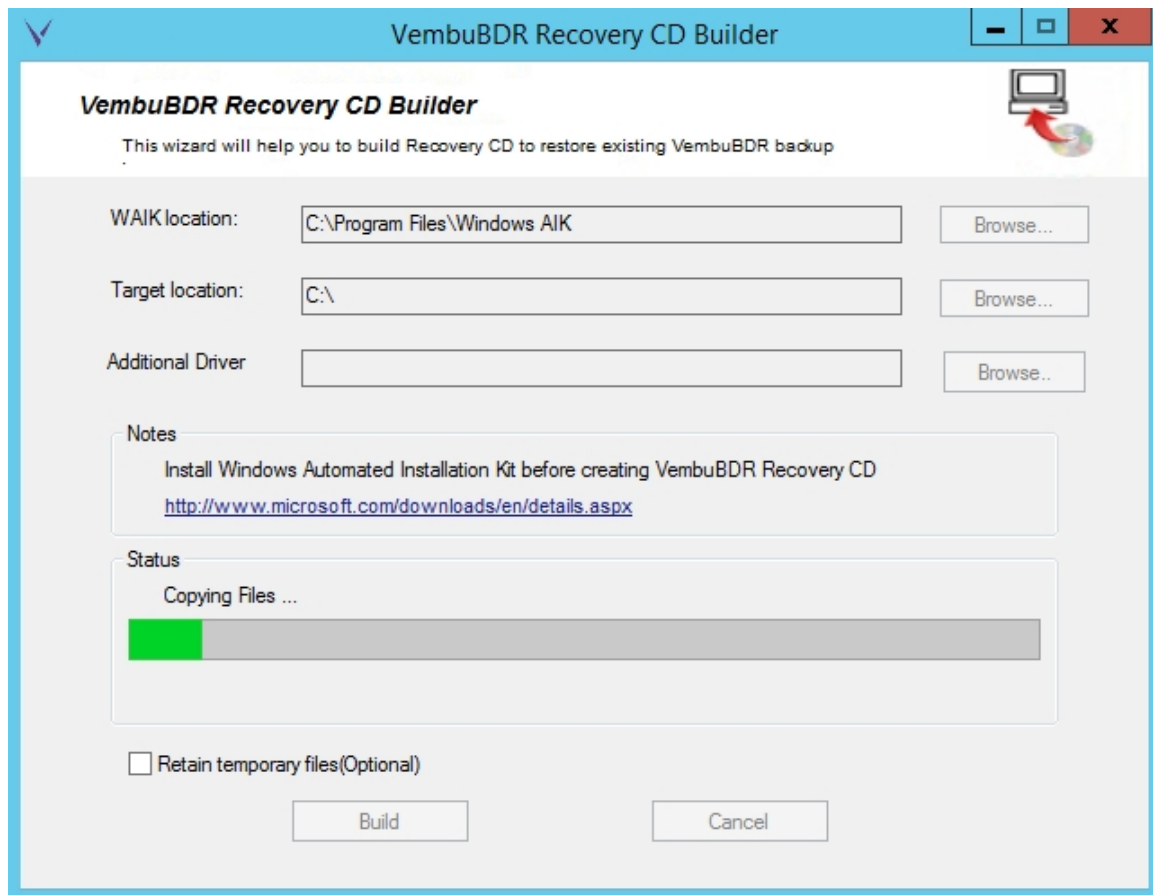 VembuBDR Recovery CD Builder
VembuBDR Recovery CD Builder
This wizard will help you to build Recovery CD to restore existing VembuBDR backup
.
WAIK location:
C:\Program Files\Windows AIK
Browse...
Target location:
C:\
Browse...
Additional Driver
Browse..
Notes
Install Windows Automated Installation Kit before creating VembuBDR Recovery CD
http://www.microsoft.com/downloads/en/details.aspx
Status
Copying Files ...
Retain temporary files(Optional)
Build
Cancel